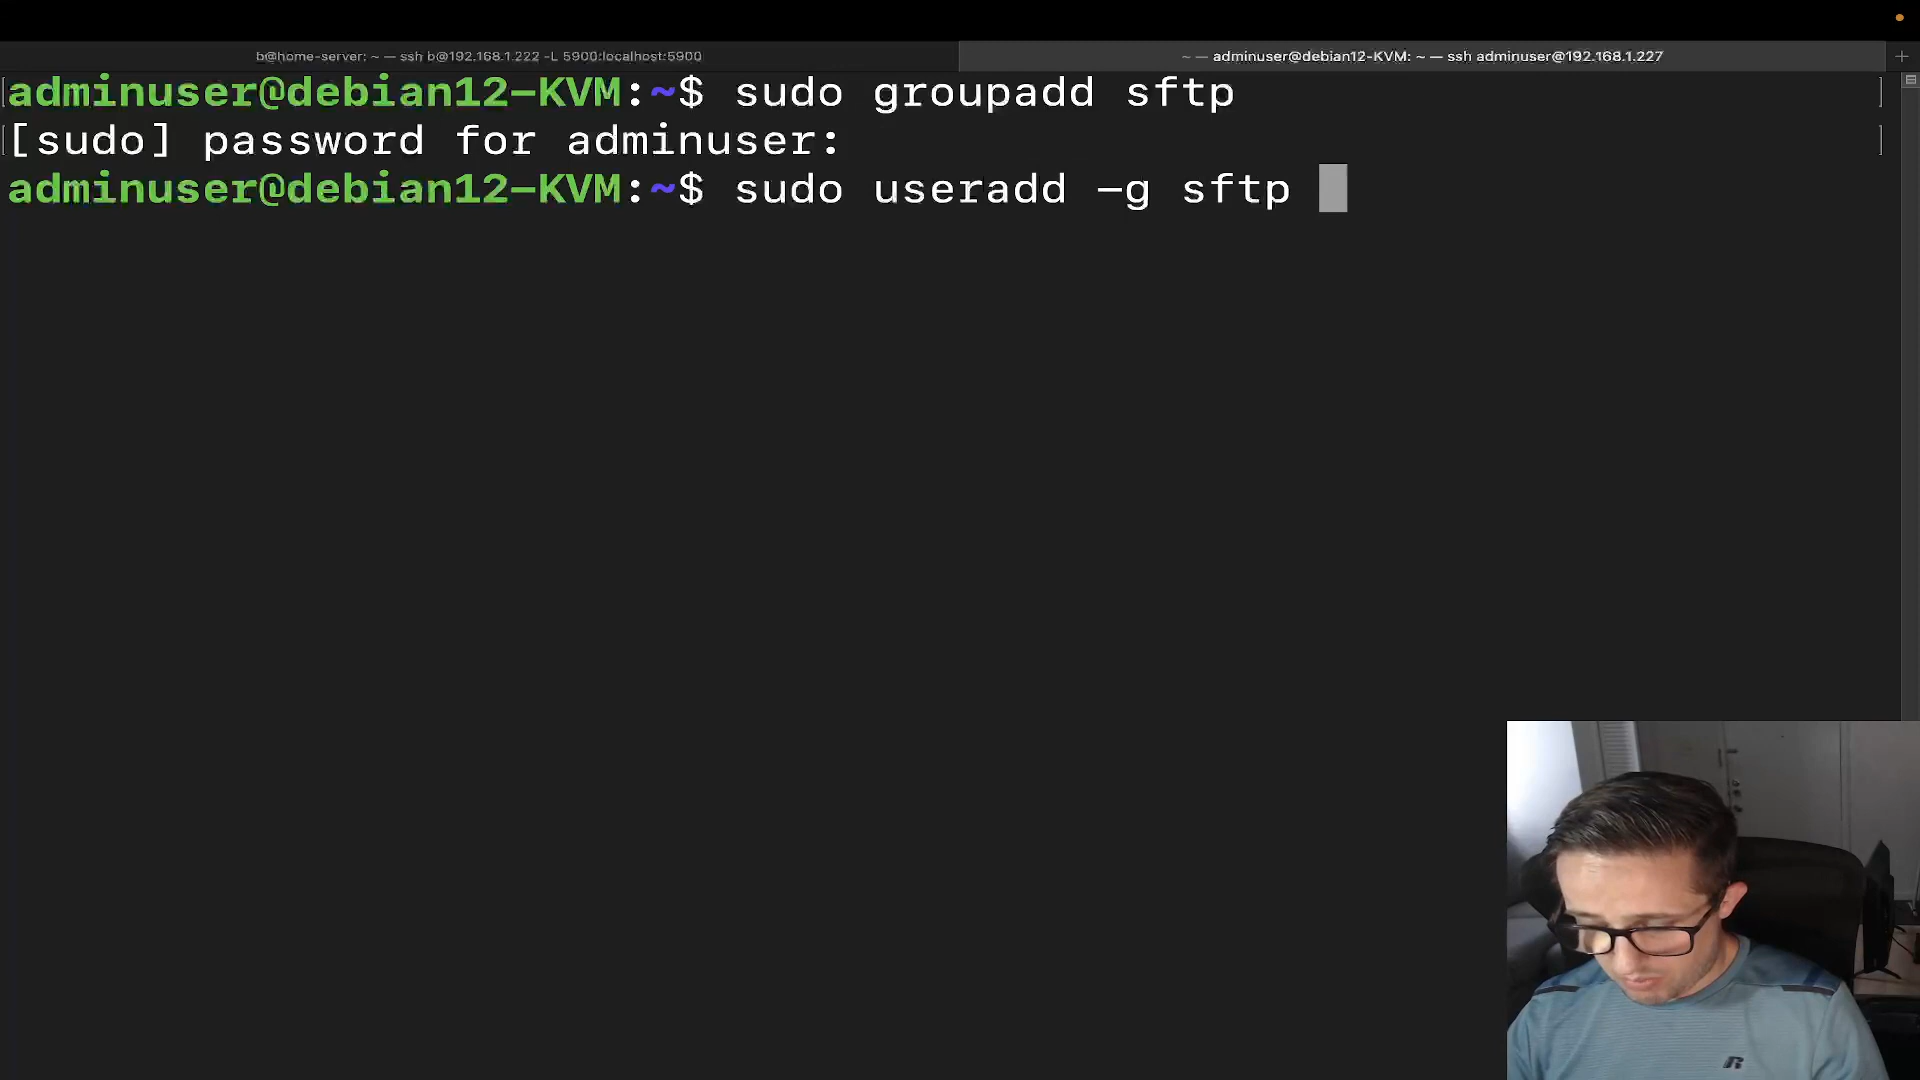 b@home-server: ~ — ssh b@192.168.1.222 -L 5900:localhost:5900
~ — adminuser@debian12-KVM: ~ — ssh adminuser@192.168.1.227
adminuser@debian12-KVM:~$ sudo groupadd sftp
[sudo] password for adminuser:
adminuser@debian12-KVM:~$ sudo useradd -g sftp
R